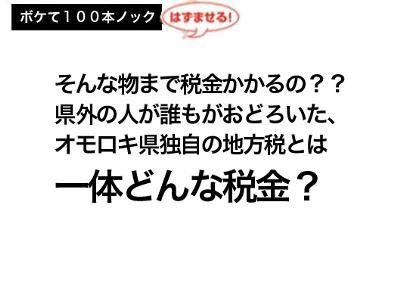 ボケて１００本ノック
はずませる!
そんな物まで税金かかるの？？
県外の人が誰もがおどろいた、
オモロキ県独自の地方税とは
一体どんな税金？